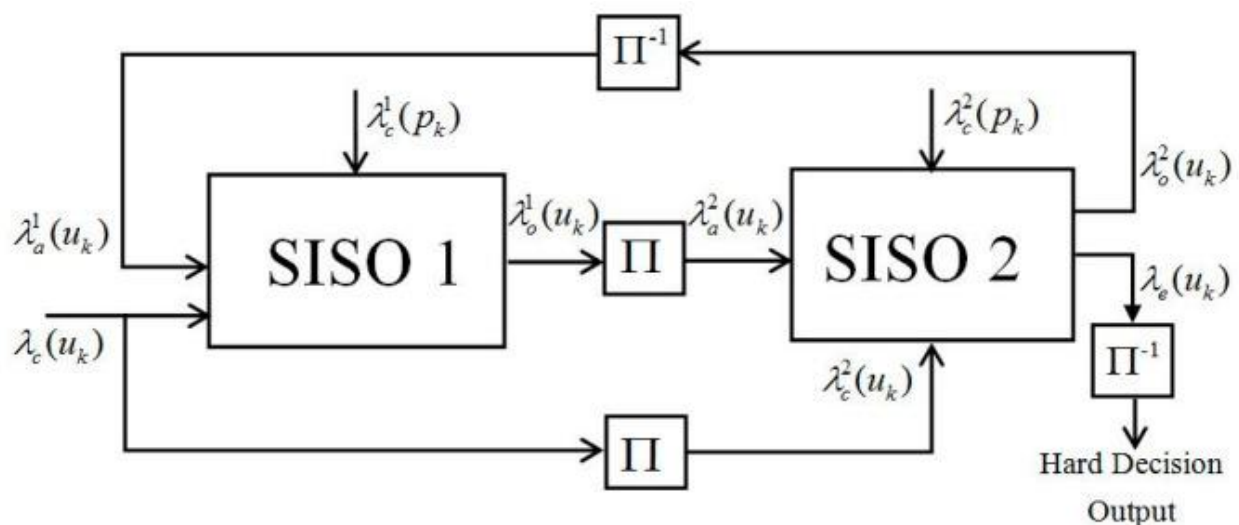 Π⁻¹
λ_c^1(p_k)
λ_c^2(p_k)
λ_o^2(u_k)
λ_a^1(u_k)
SISO 1
λ_o^1(u_k)
Π
λ_a^2(u_k)
SISO 2
λ_e(u_k)
λ_c(u_k)
λ_c^2(u_k)
Π⁻¹
Π
Hard Decision
Output